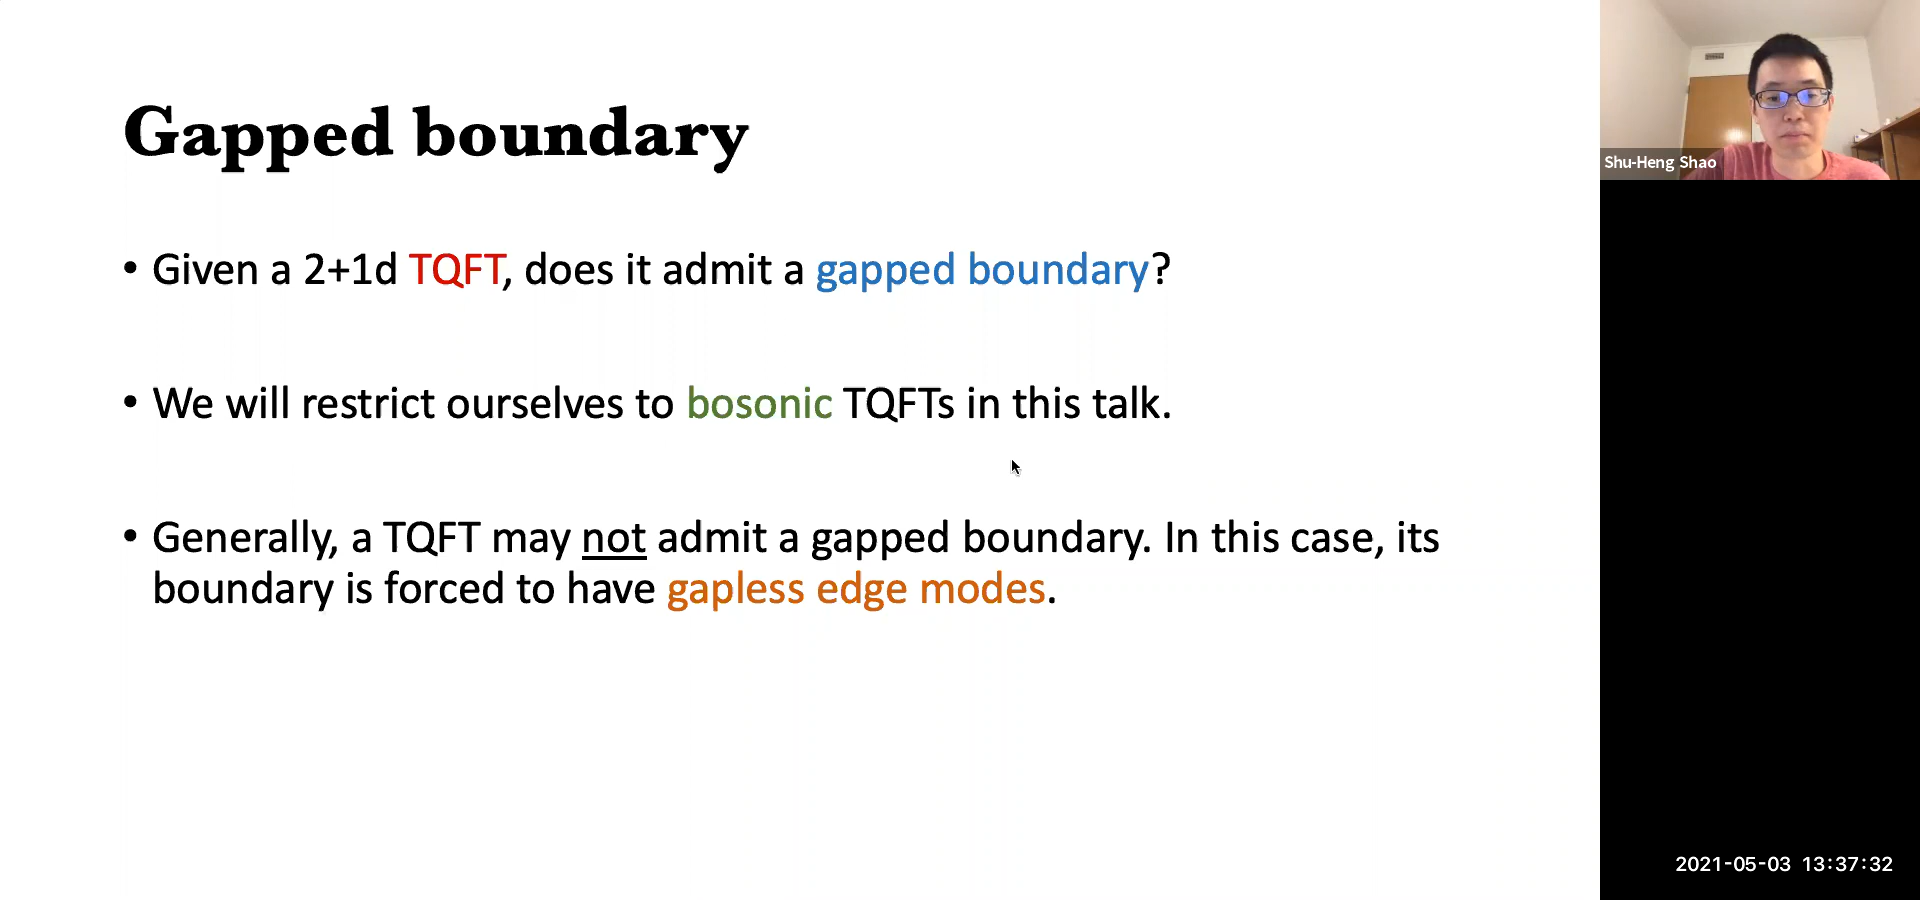 Gapped boundary
• Given a 2+1d TQFT, does it admit a gapped boundary?
• We will restrict ourselves to bosonic TQFTs in this talk.
• Generally, a TQFT may not admit a gapped boundary. In this case, its
boundary is forced to have gapless edge modes.
Shu-Heng Shao
2021-05-03 13:37:32